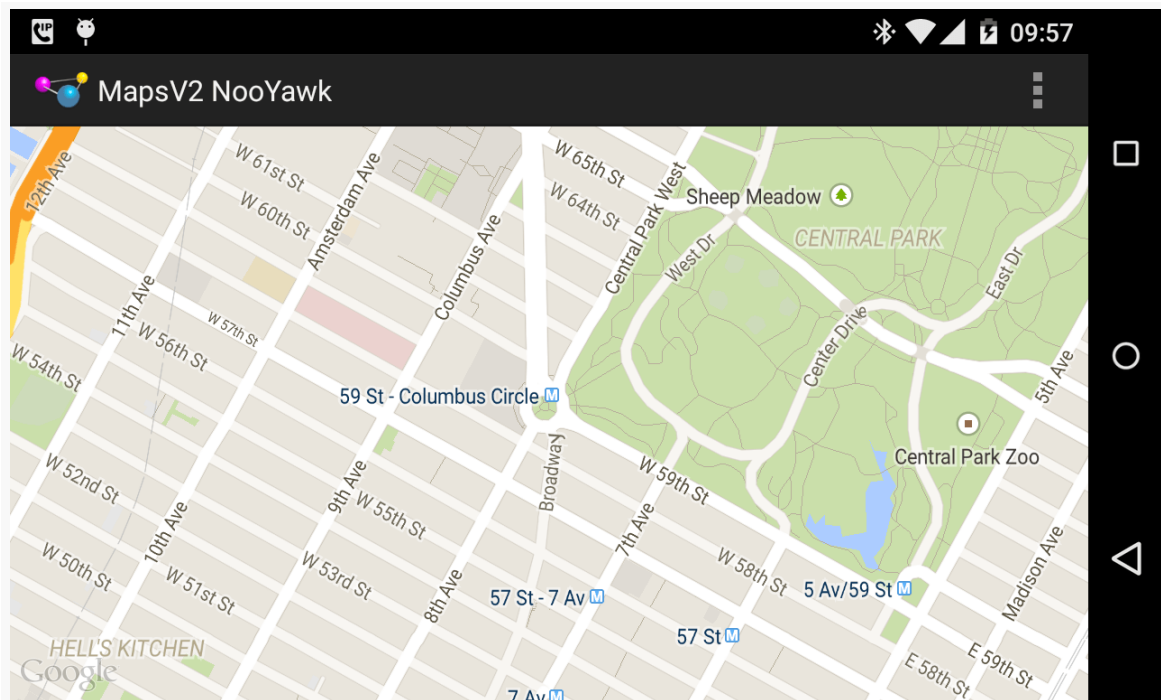 09:57
MapsV2 NooYawk
12th Ave
W 61st St
W 60th St
Amsterdam Ave
Columbus Ave
W 65th St
W 64th St
Central Park West
Sheep Meadow
CENTRAL PARK
West Dr
East Dr
11th Ave
W 57th St
W 56th St
W 54th St
Center Drive
5th Ave
59 St - Columbus Circle M
Central Park Zoo
Broadway
W 59th St
W 52nd St
9th Ave
W 55th St
10th Ave
7th Ave
W 50th St
W 51st St
W 53rd St
8th Ave
W 58th St
Madison Ave
57 St - 7 Av M
5 Av/59 St M
57 St M
HELL'S KITCHEN
Google
E 58th St
E 59th St
7 Av M